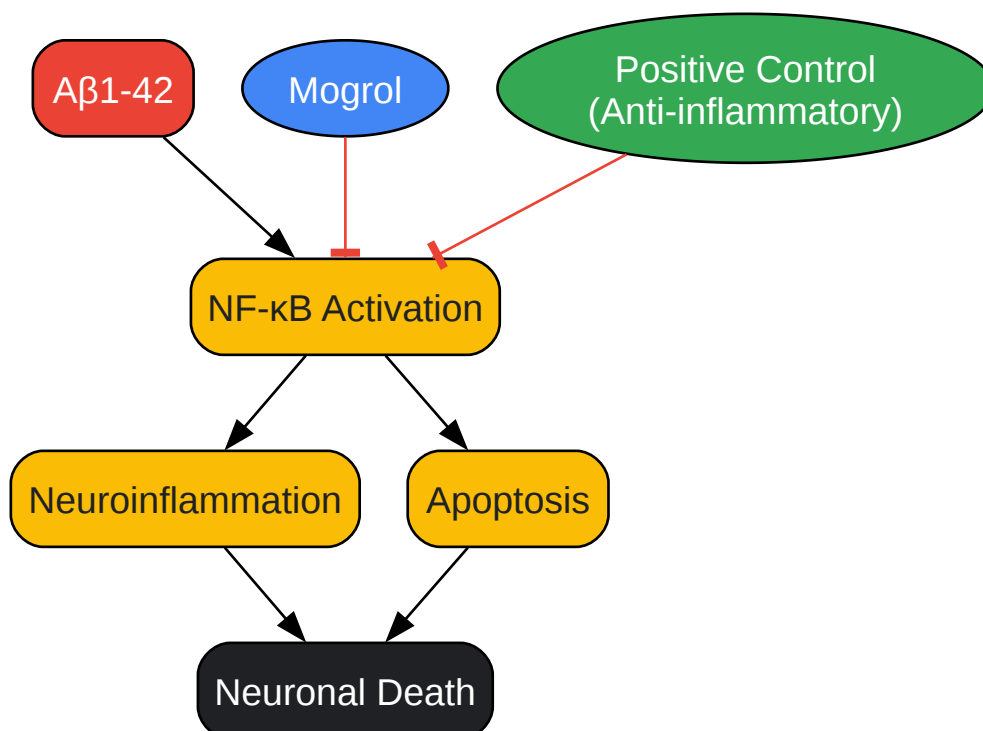 Aβ1-42
Mogrol
Positive Control
(Anti-inflammatory)
NF-κB Activation
Neuroinflammation
Apoptosis
Neuronal Death